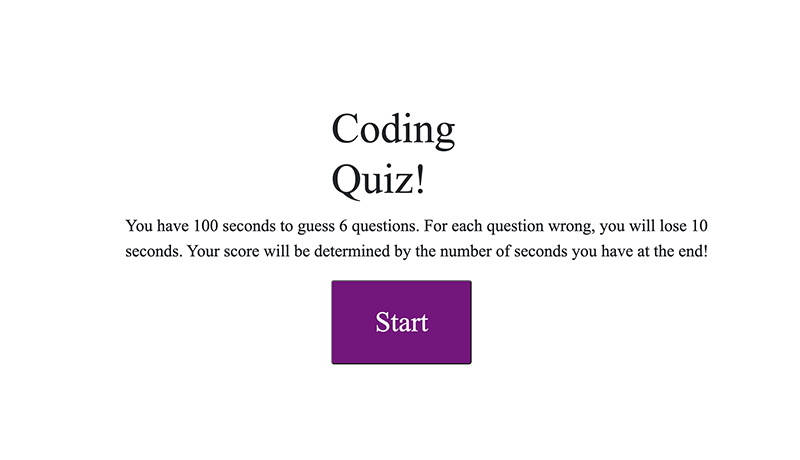 Coding
Quiz!
You have 100 seconds to guess 6 questions. For each question wrong, you will lose 10
seconds. Your score will be determined by the number of seconds you have at the end!
Start